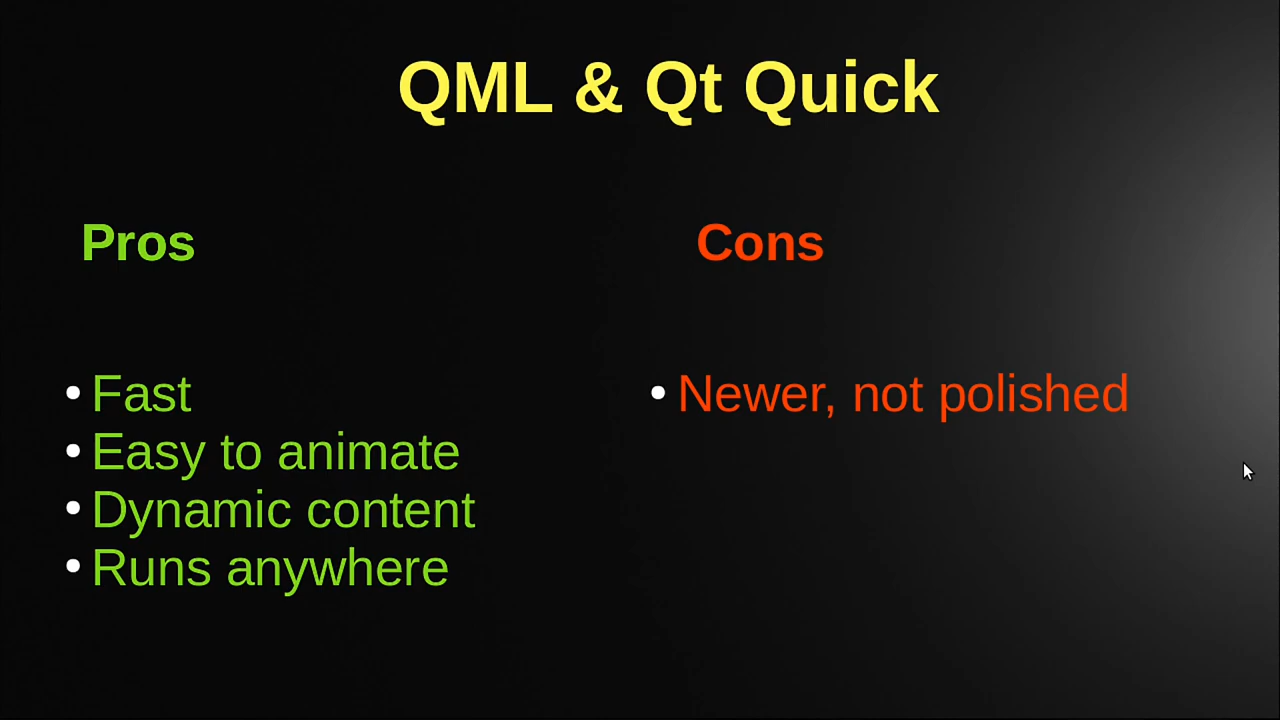 QML & Qt Quick
Pros
• Fast
• Easy to animate
• Dynamic content
• Runs anywhere
Cons
• Newer, not polished